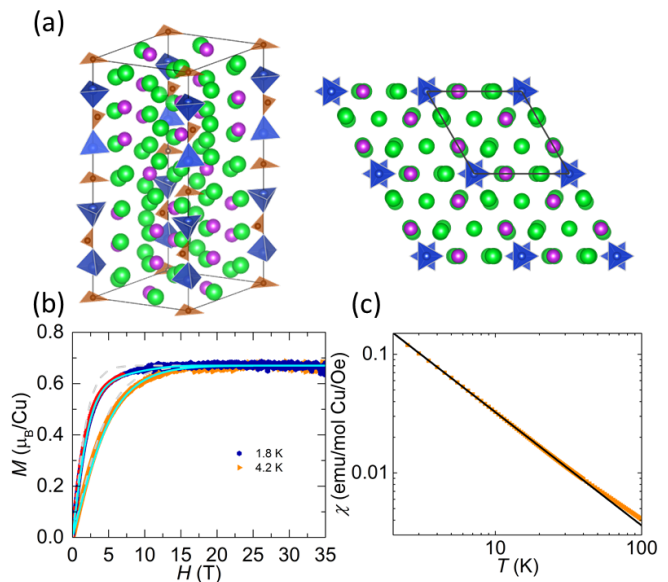 (a)
(b)
(c)
0.8
0.6
0.4
0.2
0.0
M (μB/Cu)
1.8 K
4.2 K
0 5 10 15 20 25 30 35
H (T)
0.1
0.01
χ (emu/mol Cu/Oe)
10 100
T (K)